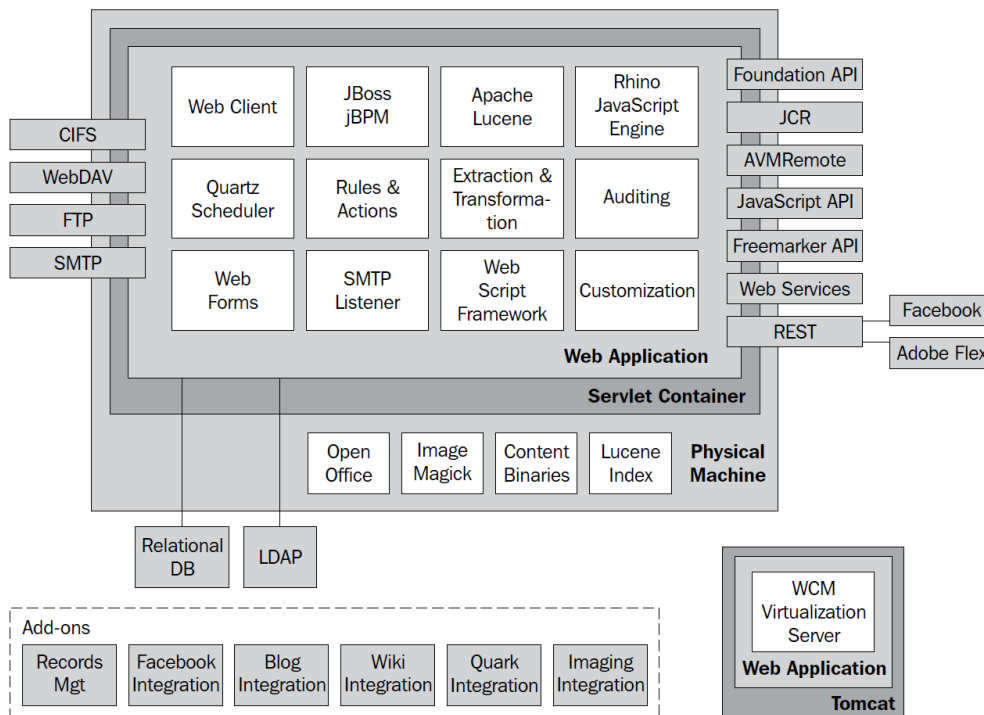 Web Client
JBoss
jBPM
Apache
Lucene
Rhino
JavaScript
Engine
Quartz
Scheduler
Rules &
Actions
Extraction &
Transforma-
tion
Auditing
Web
Forms
SMTP
Listener
Web
Script
Framework
Customization
Web Application
Servlet Container
CIFS
WebDAV
FTP
SMTP
Foundation API
JCR
AVMRemote
JavaScript API
Freemarker API
Web Services
REST
Facebook
Adobe Flex
Open
Office
Image
Magick
Content
Binaries
Lucene
Index
Physical
Machine
Relational
DB
LDAP
Add-ons
Records
Mgt
Facebook
Integration
Blog
Integration
Wiki
Integration
Quark
Integration
Imaging
Integration
WCM
Virtualization
Server
Web Application
Tomcat